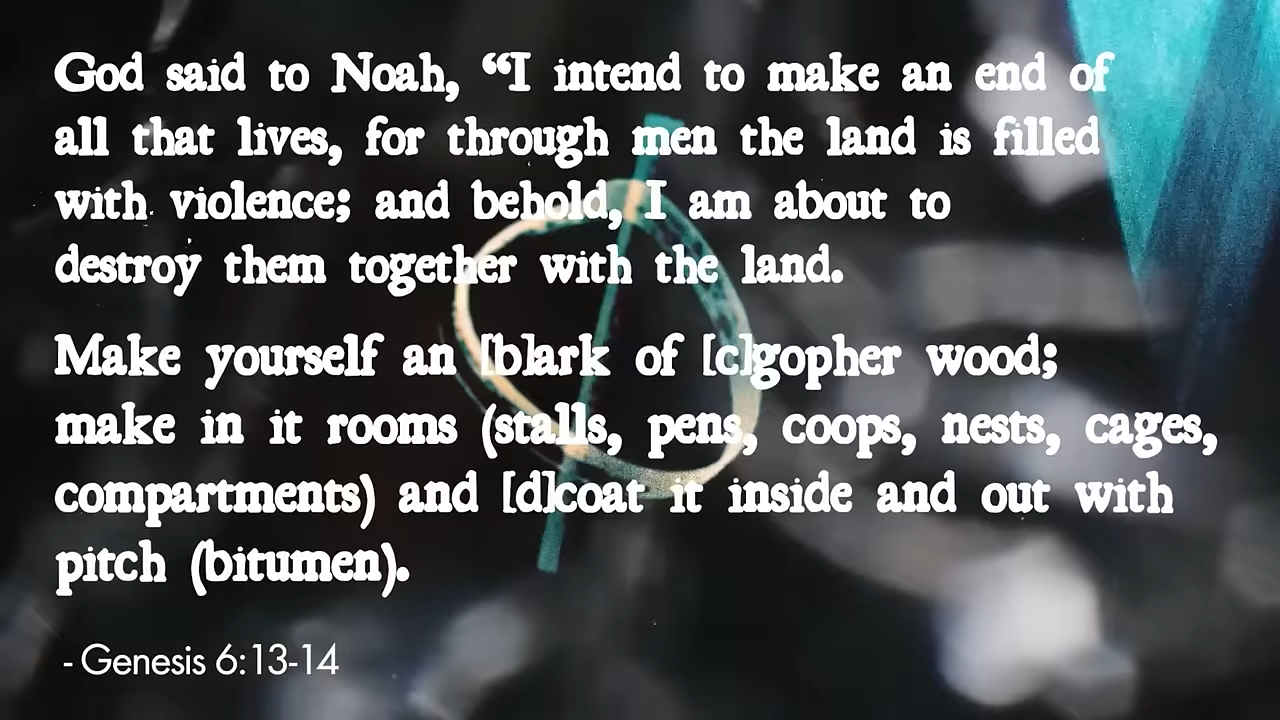 God said to Noah, “I intend to make an end of
all that lives, for through men the land is filled
with violence; and behold, I am about to
destroy them together with the land.
Make yourself an [b]ark of [c]gopher wood;
make in it rooms (stalls, pens, coops, nests, cages,
compartments) and [d]coat it inside and out with
pitch (bitumen).
- Genesis 6:13-14